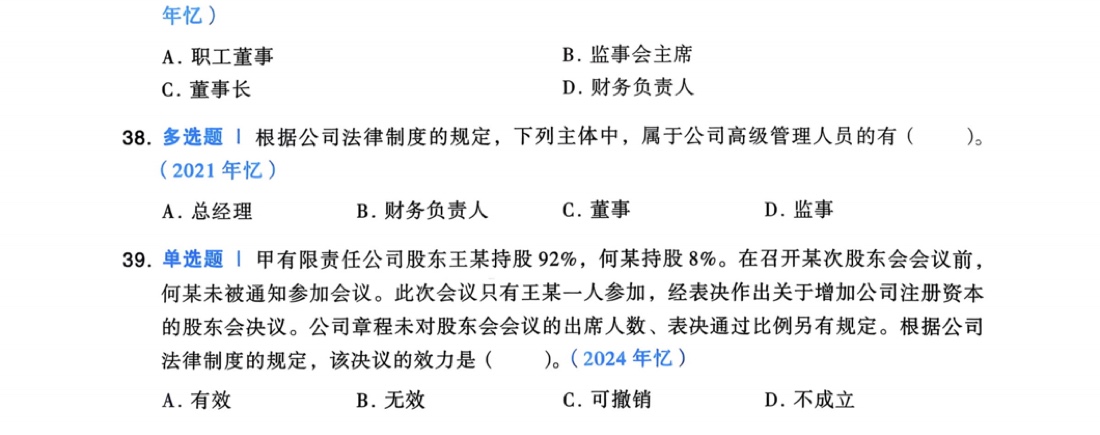 年忆）
A. 职工董事 B. 监事会主席
C. 董事长 D. 财务负责人
38. 多选题 | 根据公司法律制度的规定，下列主体中，属于公司高级管理人员的有（　　）。
（2021 年忆）
A. 总经理 B. 财务负责人 C. 董事 D. 监事
39. 单选题 | 甲有限责任公司股东王某持股 92%，何某持股 8%。在召开某次股东会会议前，
何某未被通知参加会议。此次会议只有王某一人参加，经表决作出关于增加公司注册资本
的股东会决议。公司章程未对股东会会议的出席人数、表决通过比例另有规定。根据公司
法律制度的规定，该决议的效力是（　　）。（2024 年忆）
A. 有效 B. 无效 C. 可撤销 D. 不成立